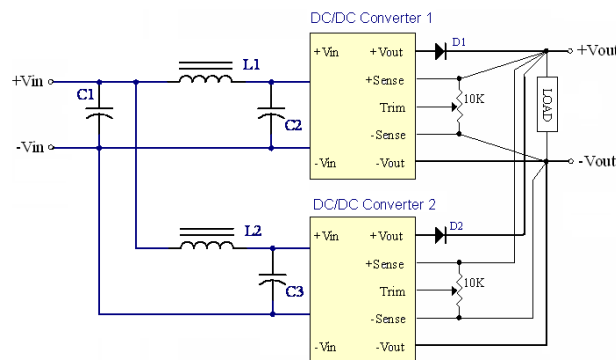 DC/DC Converter 1
+Vin
+Vout
D1
+Vout
+Vin
L1
+Sense
C1
C2
Trim
10K
LOAD
-Sense
-Vin
-Vin
-Vout
-Vout
DC/DC Converter 2
L2
+Vin
+Vout
D2
+Sense
C3
Trim
10K
-Sense
-Vin
-Vout